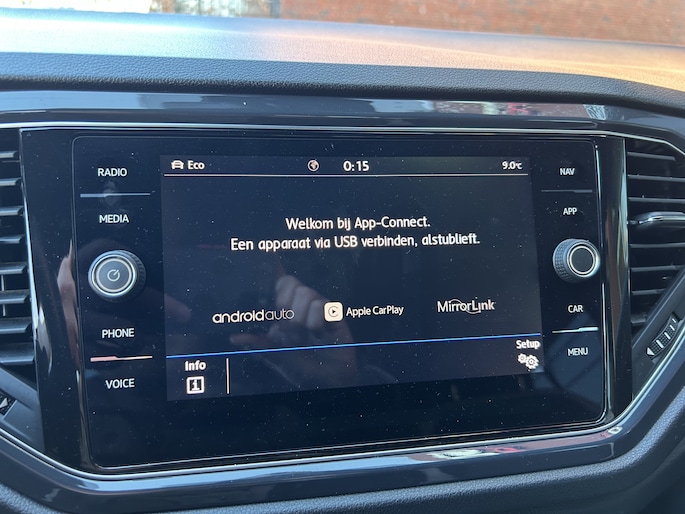 RADIO
MEDIA
PHONE
VOICE
Eco
0:15
9.0°C
Welkom bij App-Connect.
Een apparaat via USB verbinden, alstublieft.
androidauto
Apple CarPlay
MirrorLink
Info
Setup
NAV
APP
CAR
MENU